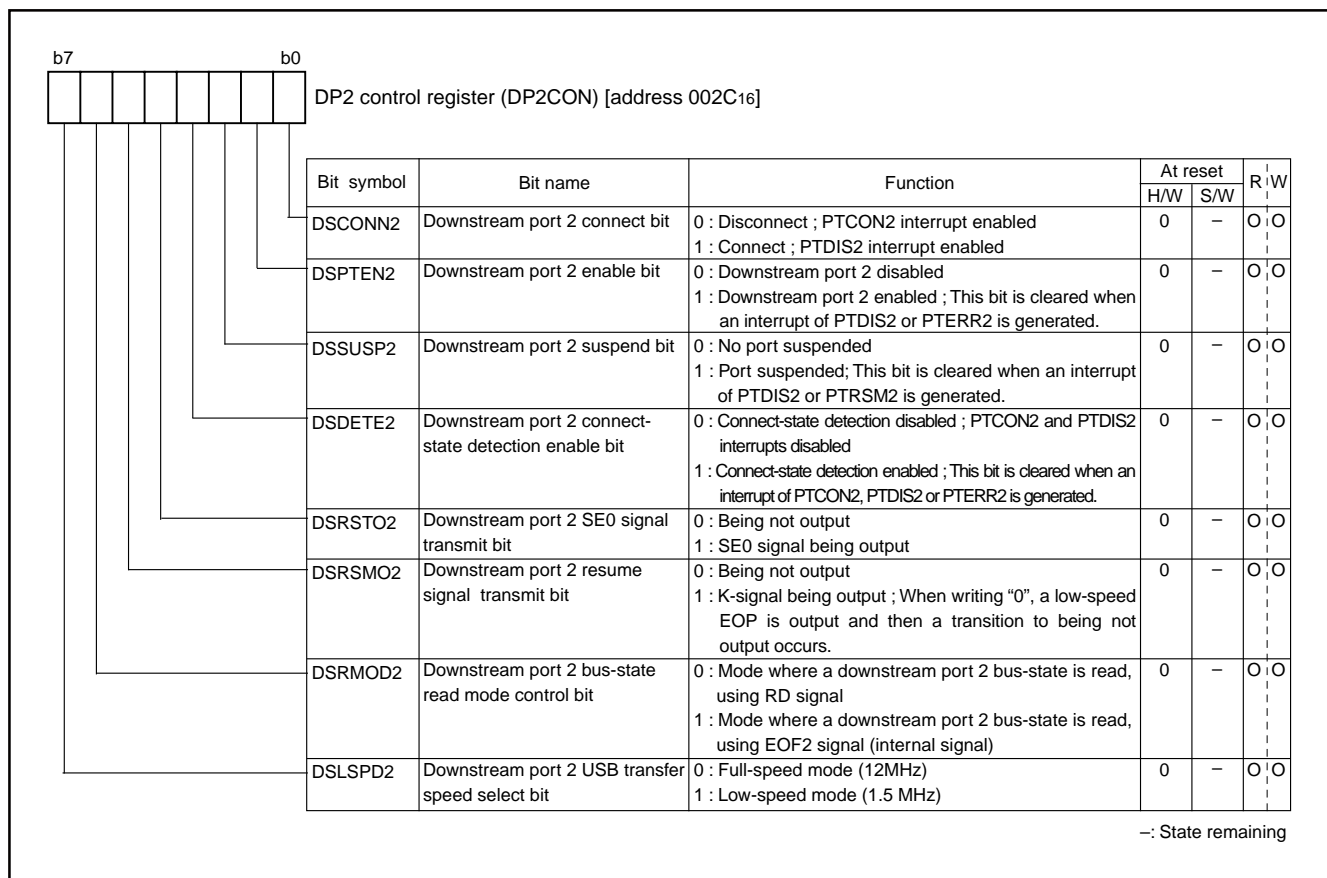 b7 b0
DP2 control register (DP2CON) [address 002C16]
Bit symbol Bit name Function At reset R W
H/W S/W
DSCONN2 Downstream port 2 connect bit 0 : Disconnect ; PTCON2 interrupt enabled 0 – O O
1 : Connect ; PTDIS2 interrupt enabled
DSPTEN2 Downstream port 2 enable bit 0 : Downstream port 2 disabled 0 – O O
1 : Downstream port 2 enabled ; This bit is cleared when
an interrupt of PTDIS2 or PTERR2 is generated.
DSSUSP2 Downstream port 2 suspend bit 0 : No port suspended 0 – O O
1 : Port suspended; This bit is cleared when an interrupt
of PTDIS2 or PTRSM2 is generated.
DSDETE2 Downstream port 2 connect- 0 : Connect-state detection disabled ; PTCON2 and PTDIS2 0 – O O
state detection enable bit interrupts disabled
1 : Connect-state detection enabled ; This bit is cleared when an
interrupt of PTCON2, PTDIS2 or PTERR2 is generated.
DSRSTO2 Downstream port 2 SE0 signal 0 : Being not output 0 – O O
transmit bit 1 : SE0 signal being output
DSRSMO2 Downstream port 2 resume 0 : Being not output 0 – O O
signal transmit bit 1 : K-signal being output ; When writing “0”, a low-speed
EOP is output and then a transition to being not
output occurs.
DSRMOD2 Downstream port 2 bus-state 0 : Mode where a downstream port 2 bus-state is read, 0 – O O
read mode control bit using RD signal
1 : Mode where a downstream port 2 bus-state is read,
using EOF2 signal (internal signal)
DSLSPD2 Downstream port 2 USB transfer 0 : Full-speed mode (12MHz) 0 – O O
speed select bit 1 : Low-speed mode (1.5 MHz)
–: State remaining